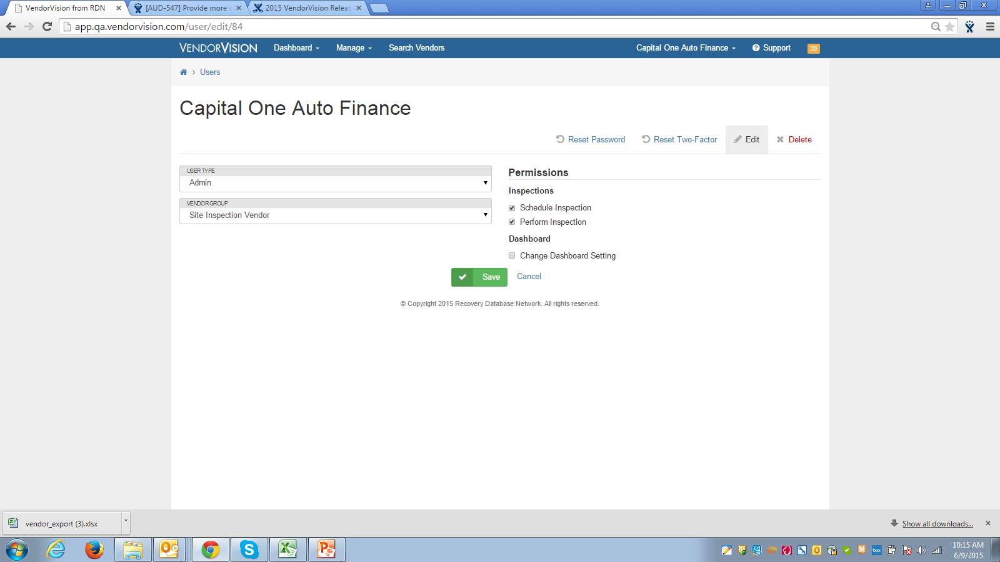 VendorVision from RDN
[AUD-547] Provide more e
2015 VendorVision Releas
app.qa.vendorvision.com/user/edit/84
VENDORVISION Dashboard Manage Search Vendors Capital One Auto Finance Support 20
Users
Capital One Auto Finance
Reset Password Reset Two-Factor Edit Delete
USER TYPE
Admin
VENDOR GROUP
Site Inspection Vendor
Permissions
Inspections
Schedule Inspection
Perform Inspection
Dashboard
Change Dashboard Setting
Save Cancel
© Copyright 2015 Recovery Database Network. All rights reserved.
vendor_export (3).xlsx
Show all downloads...
box
10:15 AM
6/9/2015